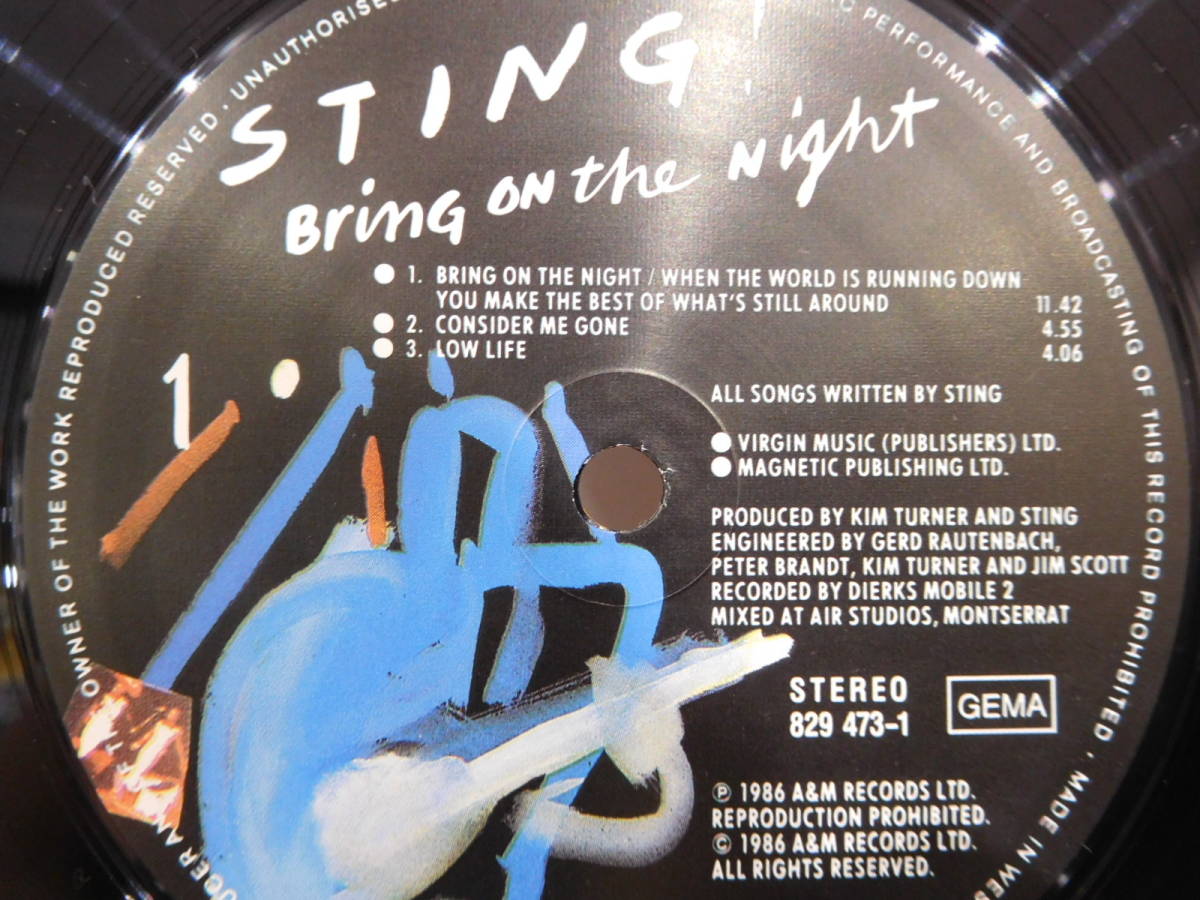 STING
Bring on the Night
1. BRING ON THE NIGHT / WHEN THE WORLD IS RUNNING DOWN
YOU MAKE THE BEST OF WHAT'S STILL AROUND 11.42
2. CONSIDER ME GONE 4.55
3. LOW LIFE 4.06
1
ALL SONGS WRITTEN BY STING
VIRGIN MUSIC (PUBLISHERS) LTD.
MAGNETIC PUBLISHING LTD.
PRODUCED BY KIM TURNER AND STING
ENGINEERED BY GERD RAUTENBACH,
PETER BRANDT, KIM TURNER AND JIM SCOTT
RECORDED BY DIERKS MOBILE 2
MIXED AT AIR STUDIOS, MONTSERRAT
STEREO
829 473-1
GEMA
℗ 1986 A&M RECORDS LTD.
REPRODUCTION PROHIBITED.
© 1986 A&M RECORDS LTD.
ALL RIGHTS RESERVED.
OWNER OF THE WORK REPRODUCED RESERVED · UNAUTHORISED
PERFORMANCE AND BROADCASTING OF THIS RECORD PROHIBITED · MADE IN